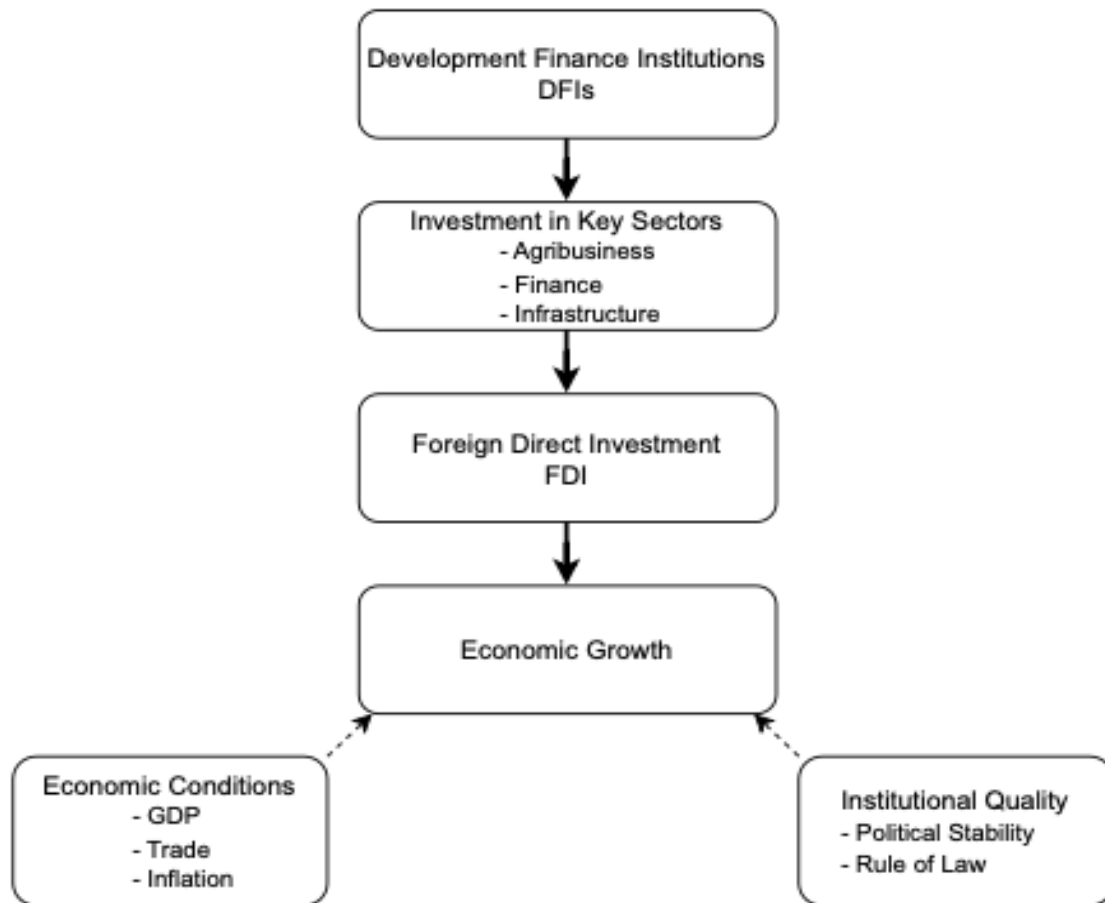 Development Finance Institutions
DFIs
Investment in Key Sectors
- Agribusiness
- Finance
- Infrastructure
Foreign Direct Investment
FDI
Economic Growth
Economic Conditions
- GDP
- Trade
- Inflation
Institutional Quality
- Political Stability
- Rule of Law